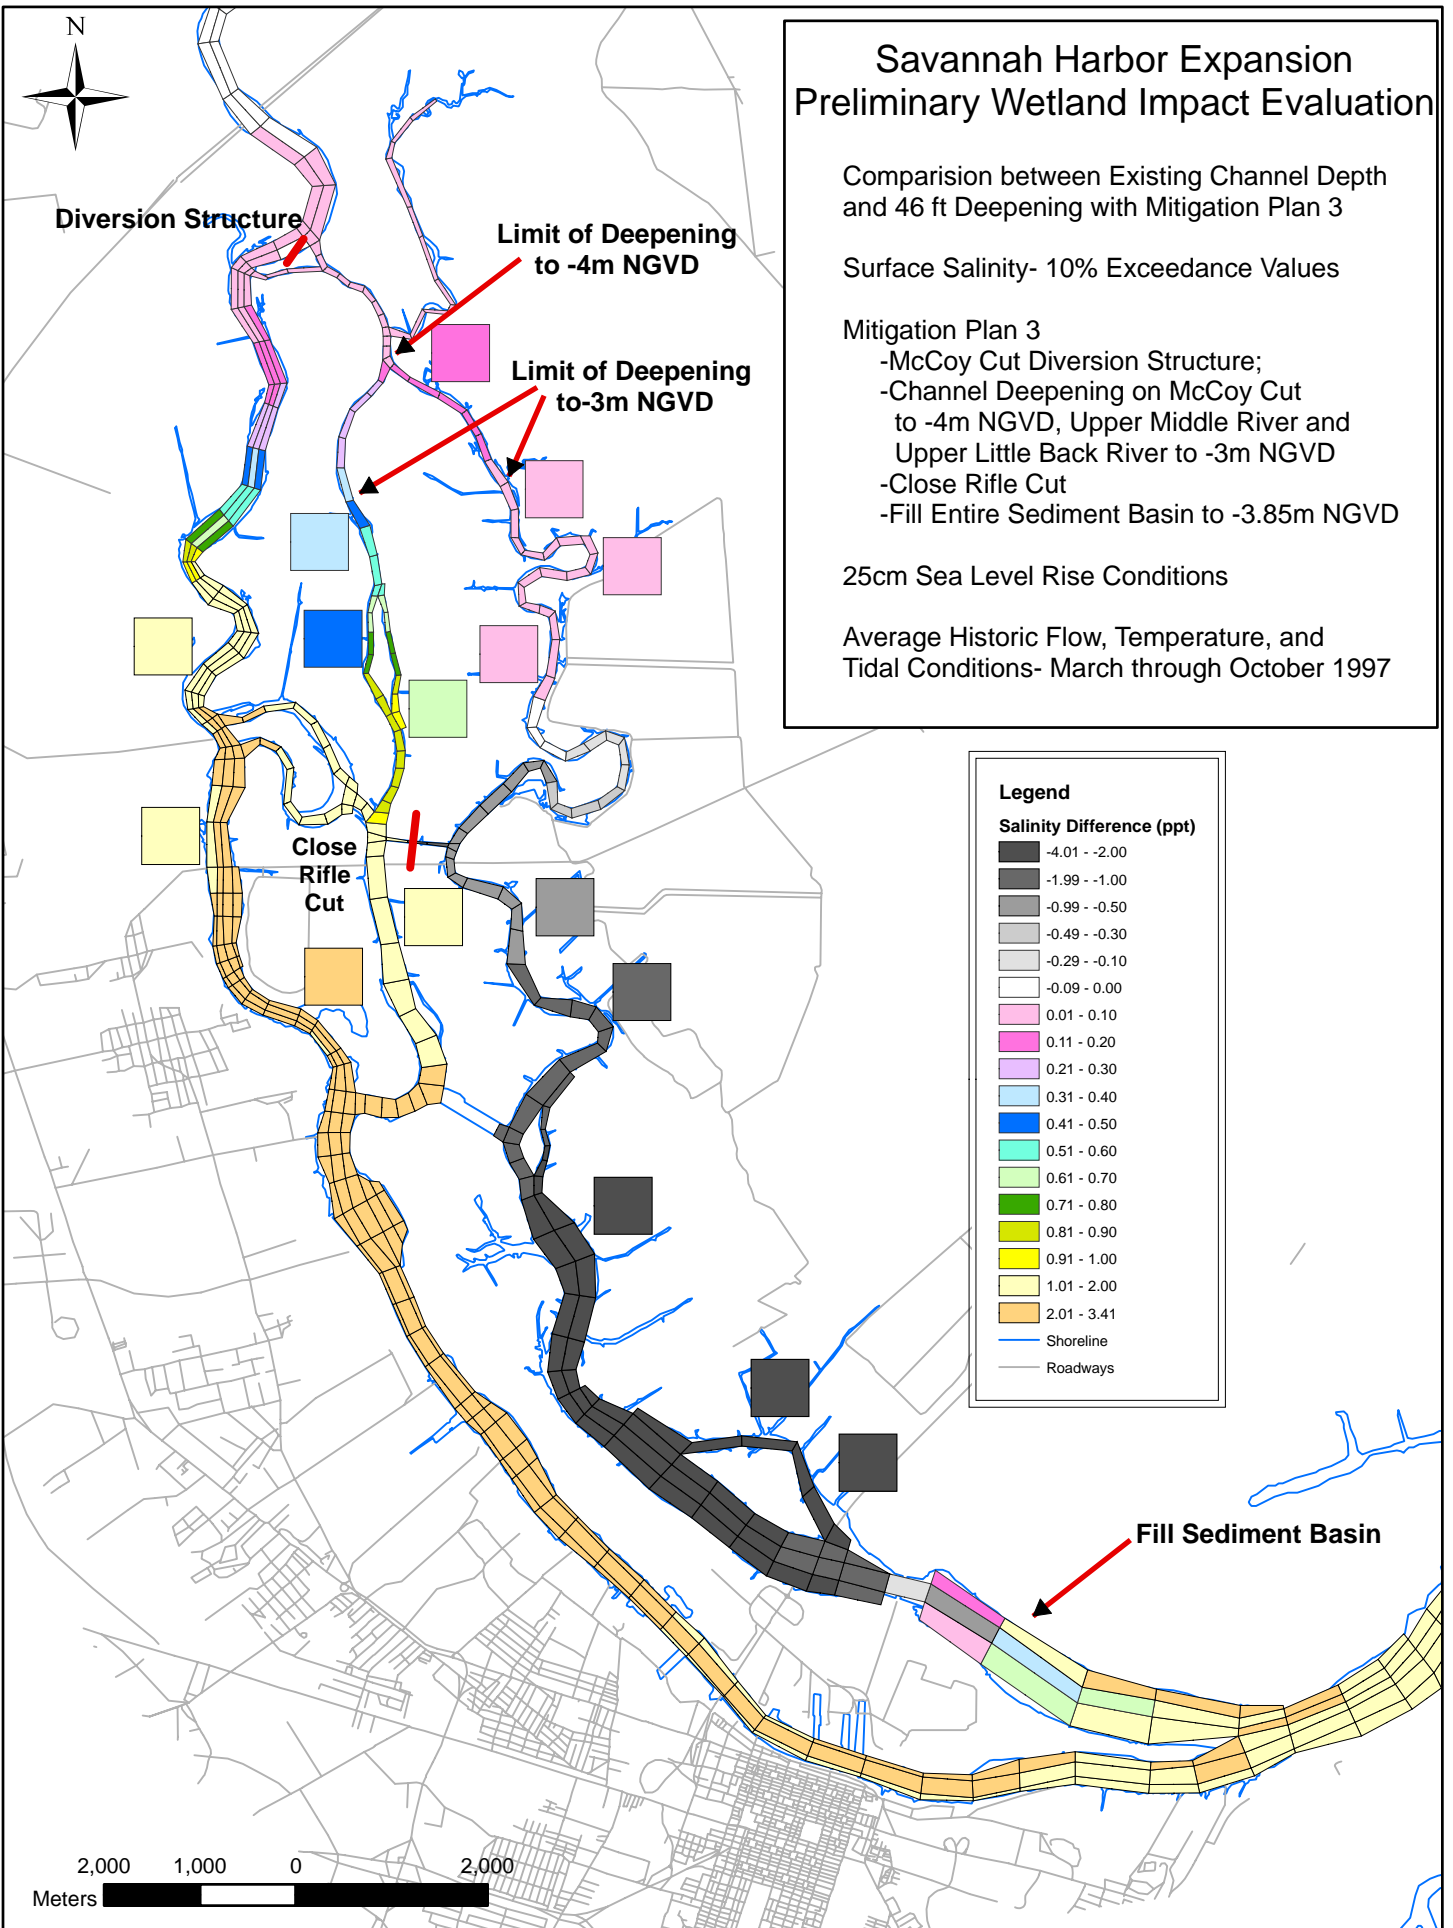 N
Savannah Harbor Expansion
Preliminary Wetland Impact Evaluation
Comparision between Existing Channel Depth
and 46 ft Deepening with Mitigation Plan 3
Surface Salinity- 10% Exceedance Values
Mitigation Plan 3
-McCoy Cut Diversion Structure;
-Channel Deepening on McCoy Cut
to -4m NGVD, Upper Middle River and
Upper Little Back River to -3m NGVD
-Close Rifle Cut
-Fill Entire Sediment Basin to -3.85m NGVD
25cm Sea Level Rise Conditions
Average Historic Flow, Temperature, and
Tidal Conditions- March through October 1997
Diversion Structure
Limit of Deepening
to -4m NGVD
Limit of Deepening
to-3m NGVD
Close
Rifle
Cut
Legend
Salinity Difference (ppt)
-4.01 - -2.00
-1.99 - -1.00
-0.99 - -0.50
-0.49 - -0.30
-0.29 - -0.10
-0.09 - 0.00
0.01 - 0.10
0.11 - 0.20
0.21 - 0.30
0.31 - 0.40
0.41 - 0.50
0.51 - 0.60
0.61 - 0.70
0.71 - 0.80
0.81 - 0.90
0.91 - 1.00
1.01 - 2.00
2.01 - 3.41
Shoreline
Roadways
Fill Sediment Basin
2,000 1,000 0 2,000
Meters